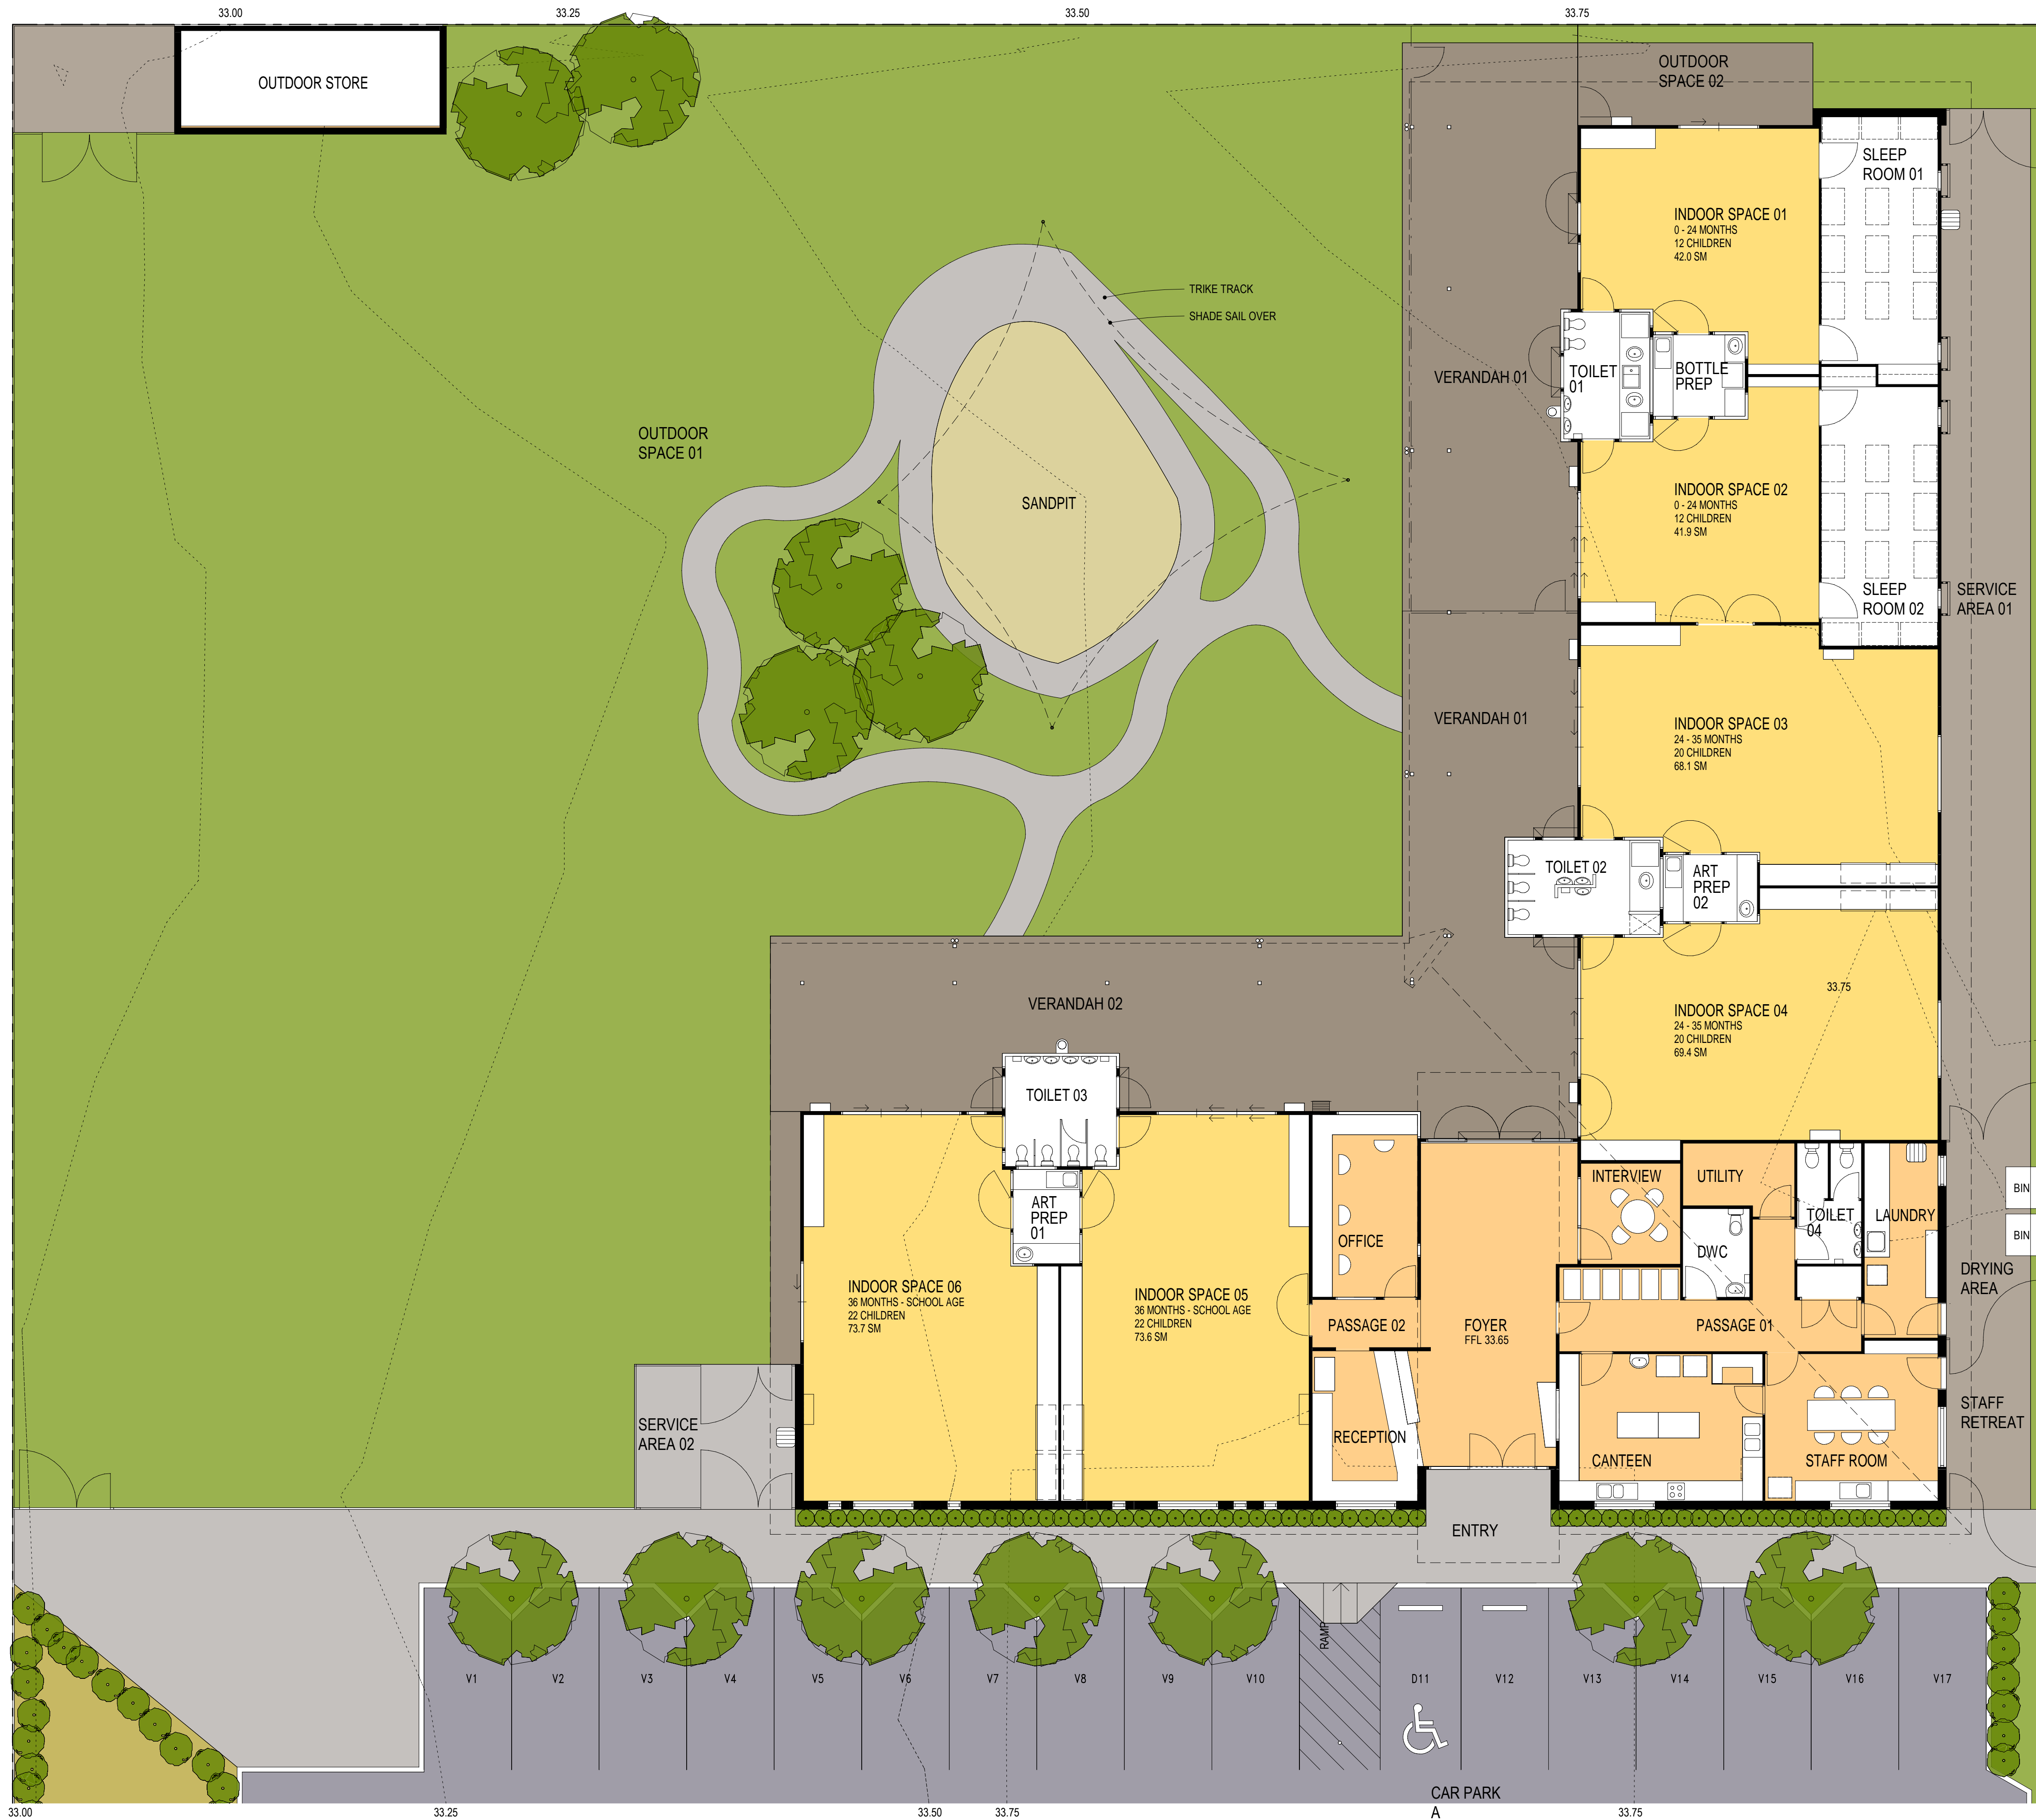 33.00
33.25
33.50
33.75
OUTDOOR STORE
OUTDOOR
SPACE 02
SLEEP
ROOM 01
INDOOR SPACE 01
0 - 24 MONTHS
12 CHILDREN
42.0 SM
TRIKE TRACK
SHADE SAIL OVER
VERANDAH 01
TOILET
01
BOTTLE
PREP
OUTDOOR
SPACE 01
SANDPIT
INDOOR SPACE 02
0 - 24 MONTHS
12 CHILDREN
41.9 SM
SLEEP
ROOM 02
SERVICE
AREA 01
VERANDAH 01
INDOOR SPACE 03
24 - 35 MONTHS
20 CHILDREN
68.1 SM
TOILET 02
ART
PREP
02
33.75
VERANDAH 02
INDOOR SPACE 04
24 - 35 MONTHS
20 CHILDREN
69.4 SM
TOILET 03
ART
PREP
01
OFFICE
INTERVIEW
UTILITY
DWC
TOILET
04
LAUNDRY
BIN
BIN
DRYING
AREA
INDOOR SPACE 06
36 MONTHS - SCHOOL AGE
22 CHILDREN
73.7 SM
INDOOR SPACE 05
36 MONTHS - SCHOOL AGE
22 CHILDREN
73.6 SM
PASSAGE 02
FOYER
FFL 33.65
PASSAGE 01
SERVICE
AREA 02
RECEPTION
CANTEEN
STAFF ROOM
STAFF
RETREAT
ENTRY
RAMP
V1
V2
V3
V4
V5
V6
V7
V8
V9
V10
D11
V12
V13
V14
V15
V16
V17
CAR PARK
A
33.00
33.25
33.50
33.75
33.75